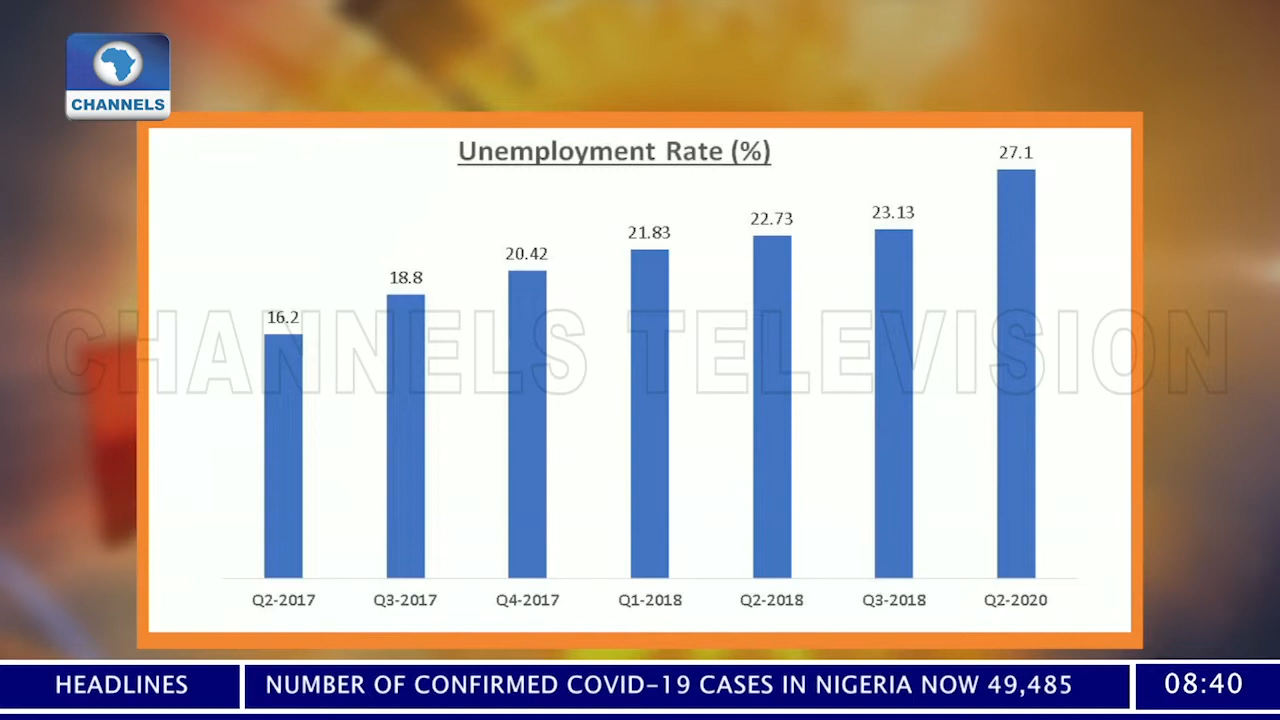 CHANNELS
Unemployment Rate (%)
27.1
23.13
22.73
21.83
20.42
18.8
16.2
CHANNELS TELEVISION
Q2-2017 Q3-2017 Q4-2017 Q1-2018 Q2-2018 Q3-2018 Q2-2020
HEADLINES NUMBER OF CONFIRMED COVID-19 CASES IN NIGERIA NOW 49,485 08:40